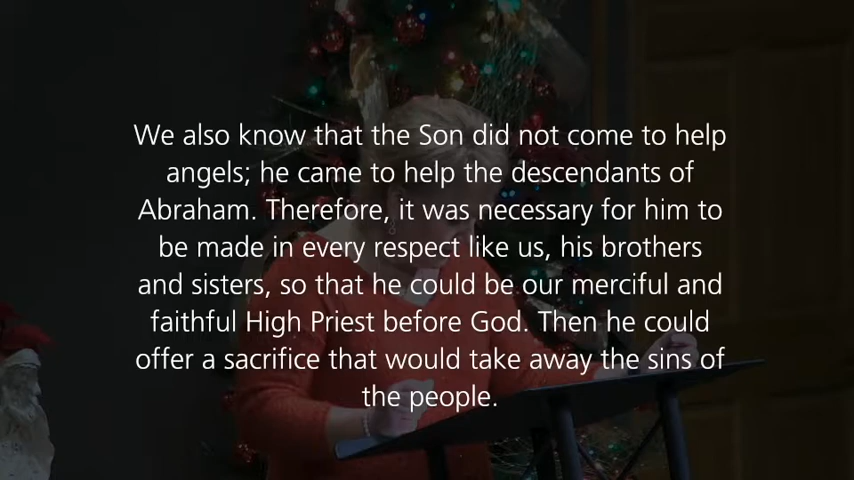 We also know that the Son did not come to help
angels; he came to help the descendants of
Abraham. Therefore, it was necessary for him to
be made in every respect like us, his brothers
and sisters, so that he could be our merciful and
faithful High Priest before God. Then he could
offer a sacrifice that would take away the sins of
the people.